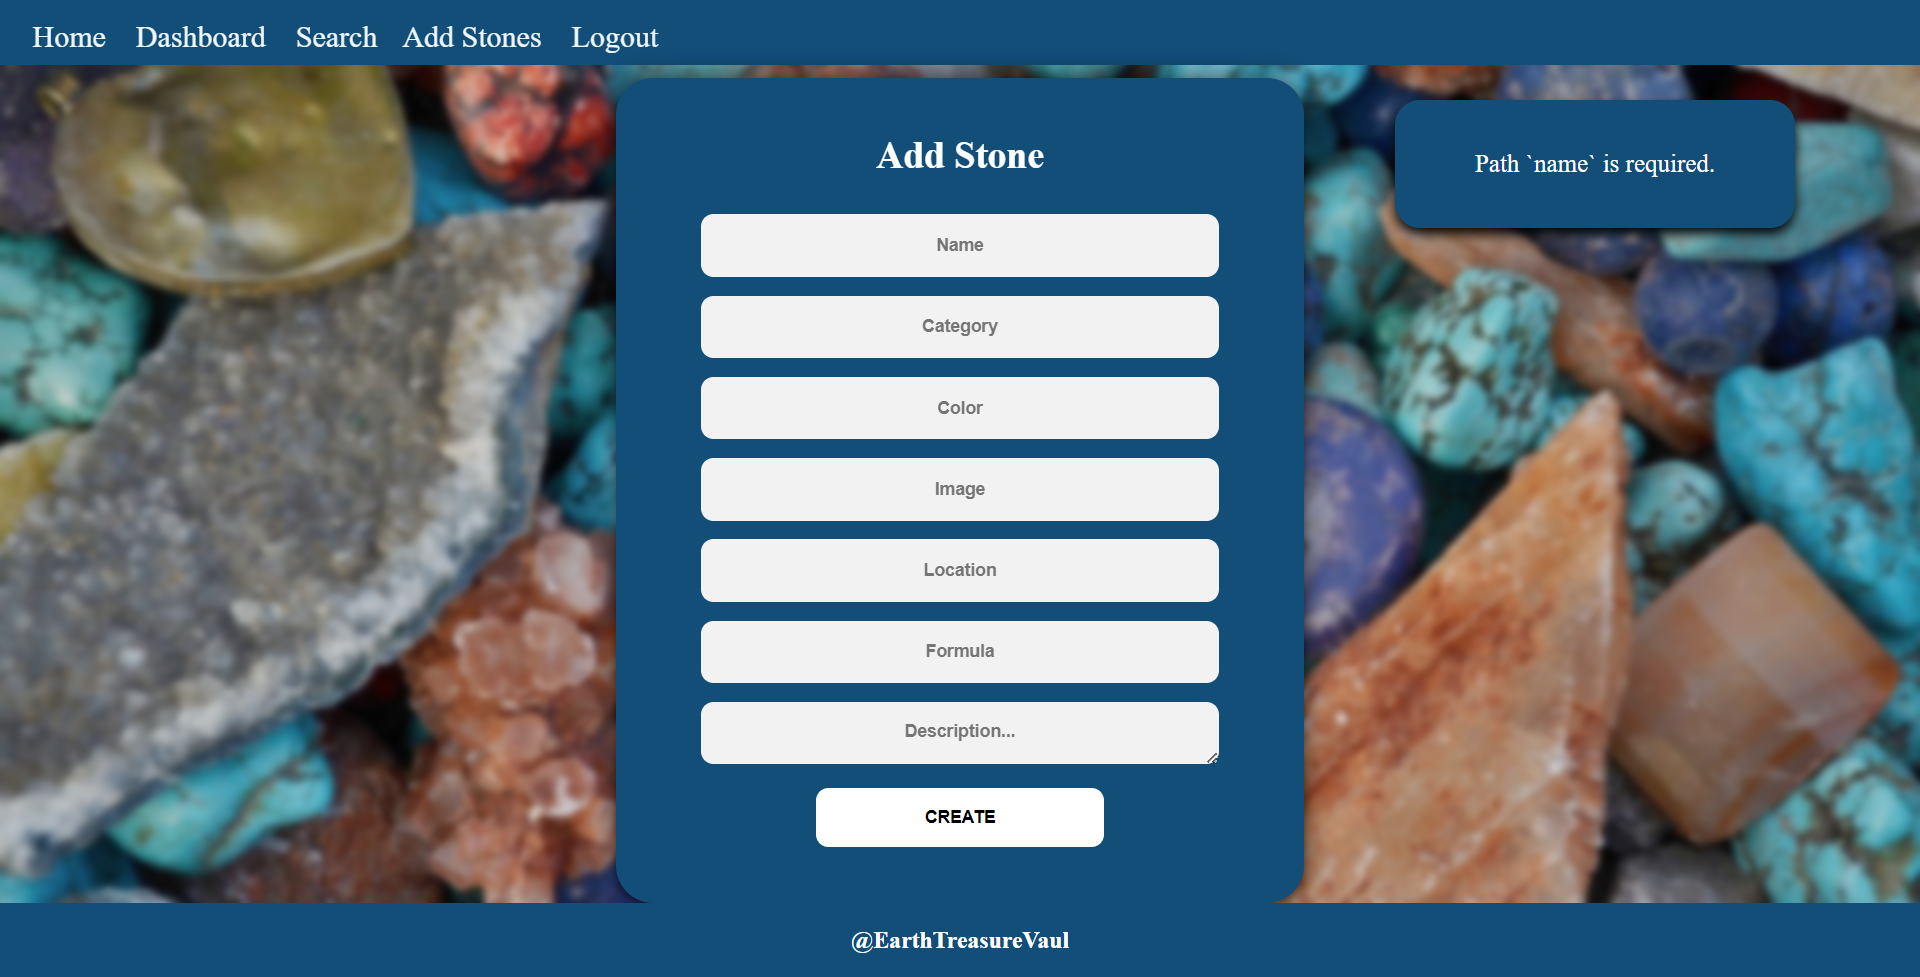 Home Dashboard Search Add Stones Logout
Add Stone
Path `name` is required.
Name
Category
Color
Image
Location
Formula
Description...
CREATE
@EarthTreasureVaul